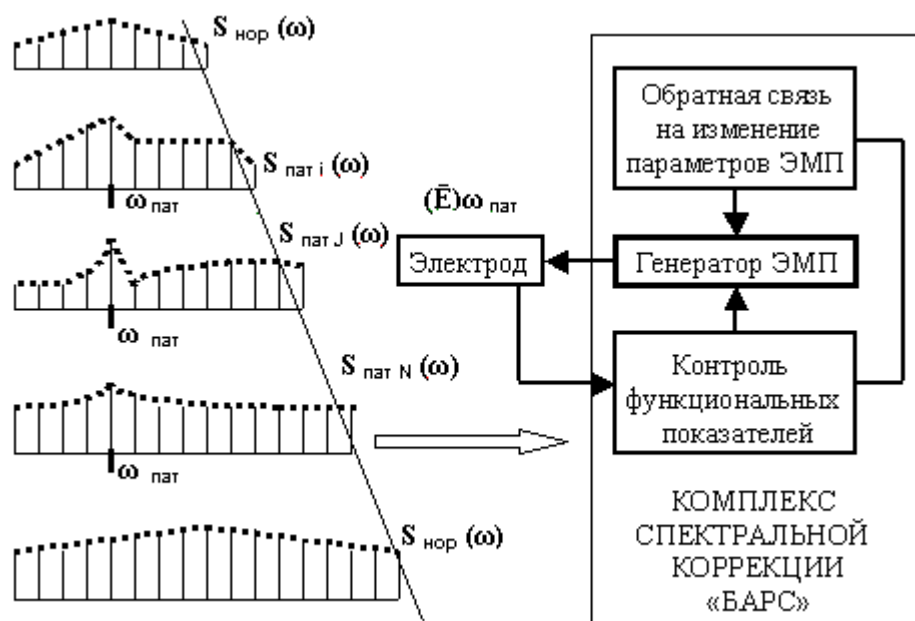 S нор (ω)
S пат i (ω)
ω пат
S пат J (ω)
ω пат
S пат N (ω)
ω пат
S нор (ω)
(Ē)ω пат
Электрод
Обратная связь
на изменение
параметров ЭМП
Генератор ЭМП
Контроль
функциональных
показателей
КОМПЛЕКС
СПЕКТРАЛЬНОЙ
КОРРЕКЦИИ
«БАРС»